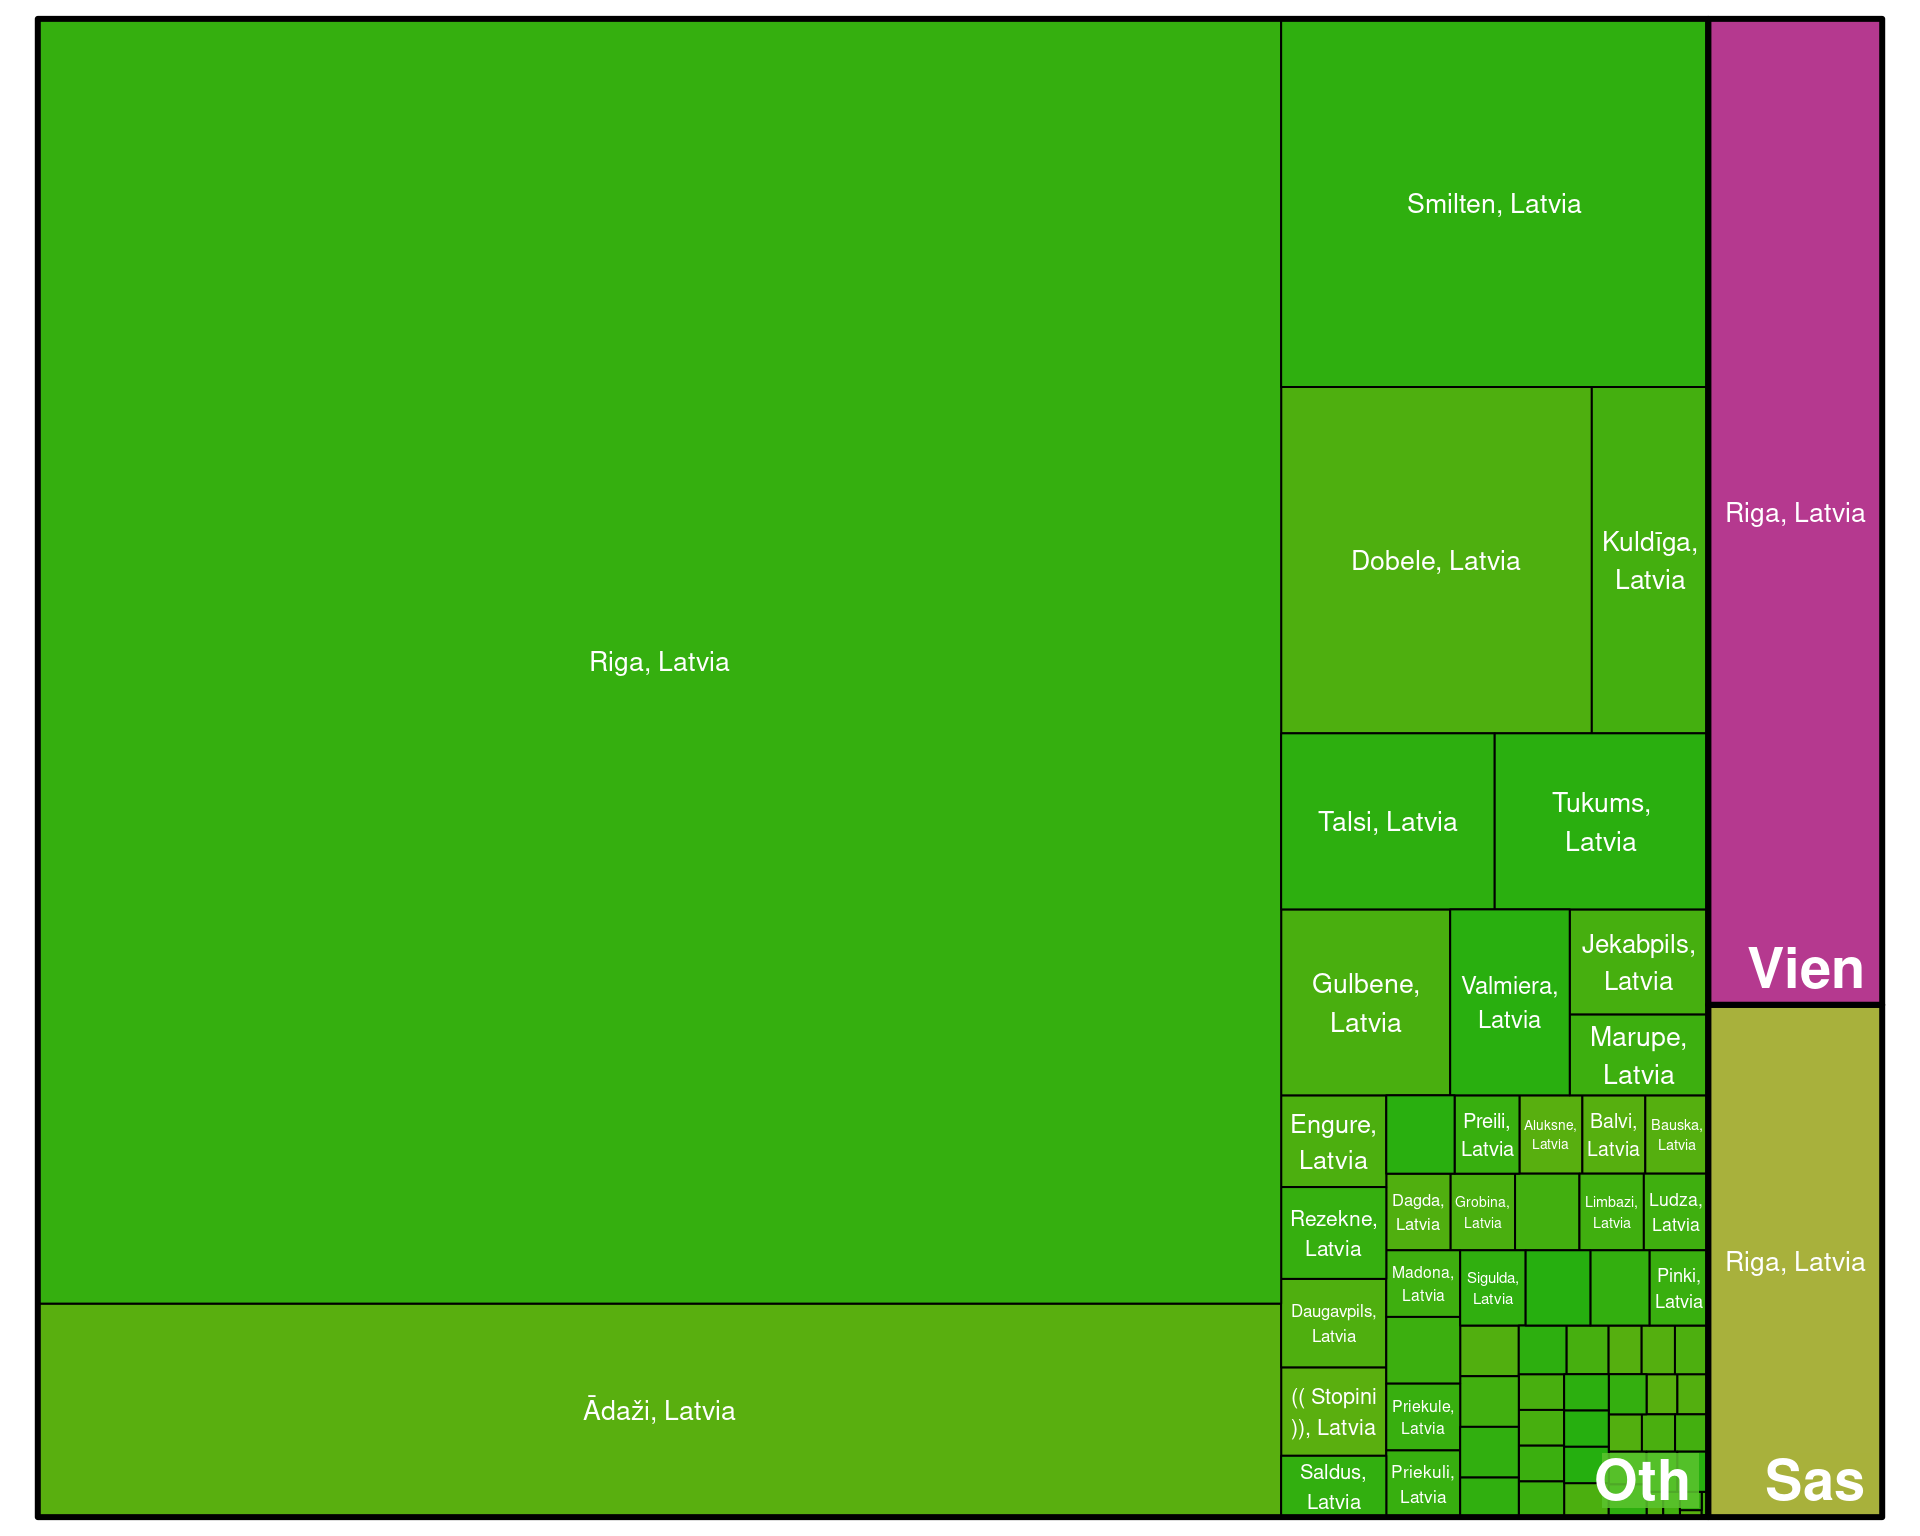 Riga, Latvia
Ādaži, Latvia
Smilten, Latvia
Dobele, Latvia
Kuldīga,
Latvia
Talsi, Latvia
Tukums,
Latvia
Gulbene,
Latvia
Valmiera,
Latvia
Jekabpils,
Latvia
Marupe,
Latvia
Engure,
Latvia
Rezekne,
Latvia
Daugavpils,
Latvia
(( Stopini
)), Latvia
Saldus,
Latvia
Preili,
Latvia
Aluksne,
Latvia
Balvi,
Latvia
Bauska,
Latvia
Dagda,
Latvia
Grobina,
Latvia
Limbazi,
Latvia
Ludza,
Latvia
Madona,
Latvia
Sigulda,
Latvia
Pinki,
Latvia
Priekule,
Latvia
Priekuli,
Latvia
Oth
Riga, Latvia
Vien
Riga, Latvia
Sas